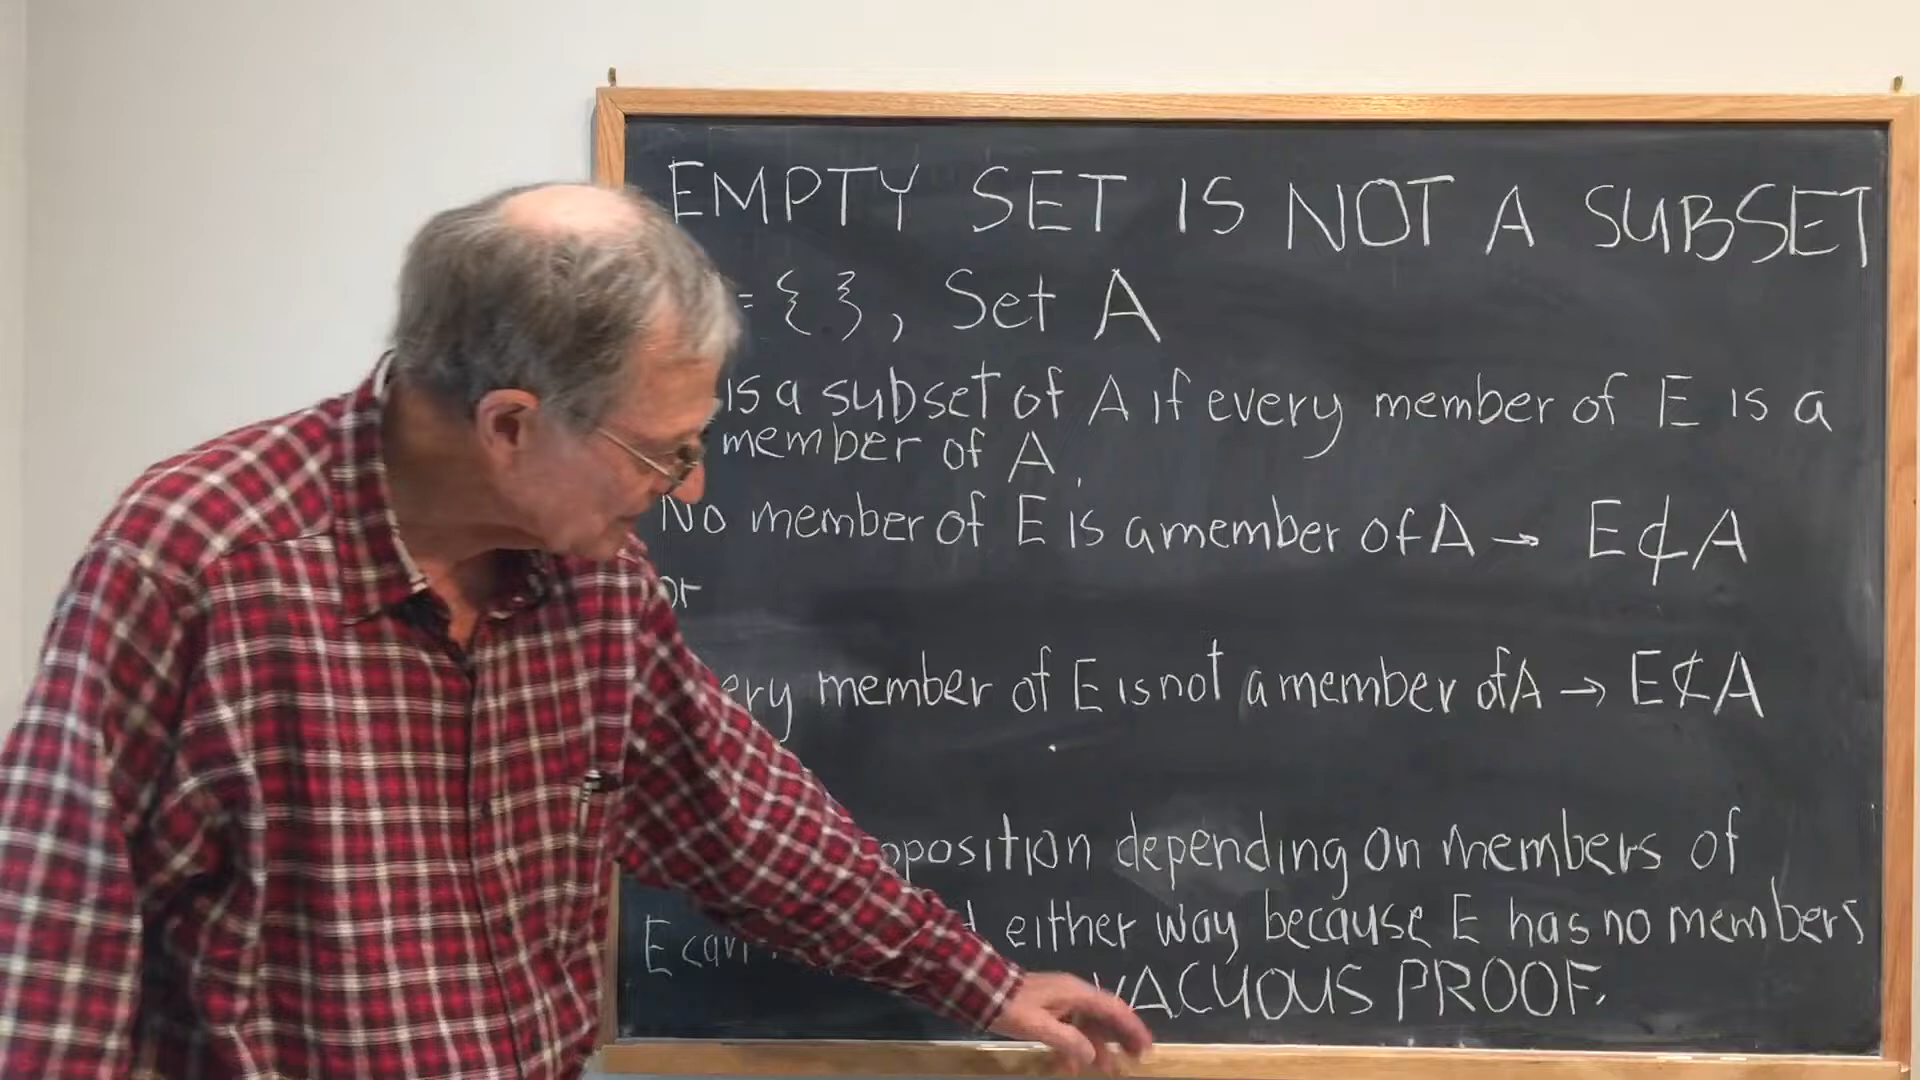 EMPTY SET IS NOT A SUBSET
= { }, Set A
is a subset of A if every member of E is a
member of A.
No member of E is a member of A → E ⊄ A
or
member of E is not a member of A → E ⊄ A
depending on members of
E either way because E has no members
VACUOUS PROOF.